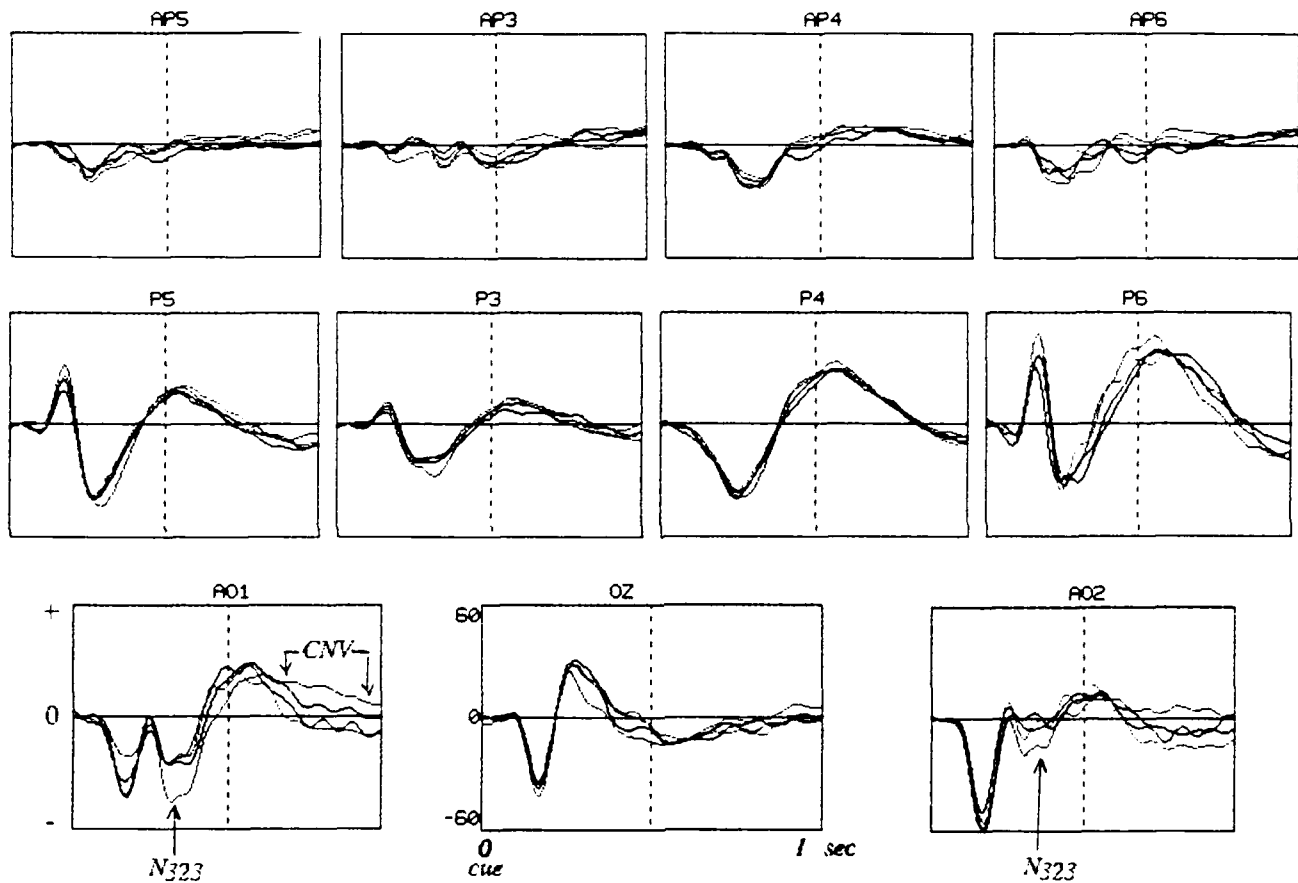 AP5 AP3 AP4 AP6
P5 P3 P4 P6
AO1 OZ AO2
+
0
-
CNV
N323
60
0
-60
0
cue
1 sec
N323